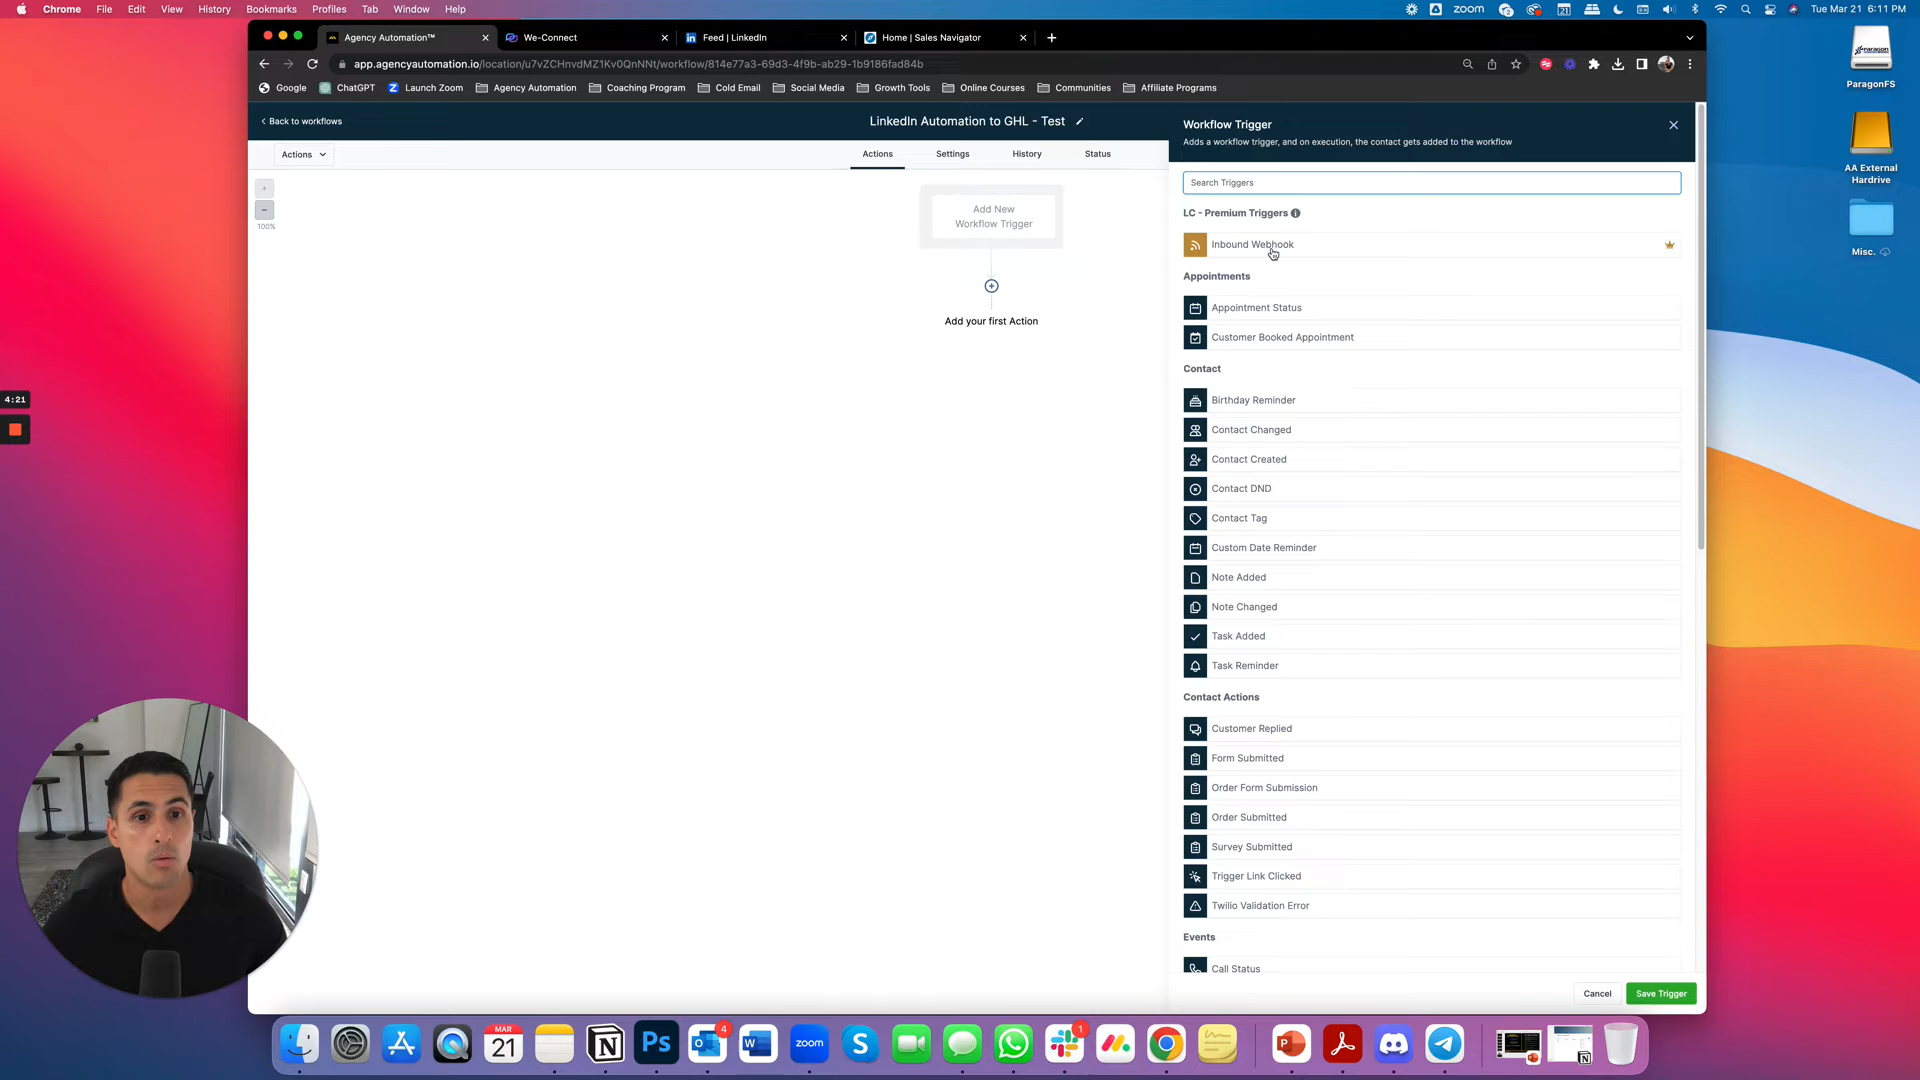 Chrome File Edit View History Bookmarks Profiles Tab Window Help
zoom 21 Tue Mar 21 6:11 PM
Agency Automation™ We-Connect Feed | LinkedIn Home | Sales Navigator
app.agencyautomation.io/location/u7vZCHnvdMZ1Kv0QnNNt/workflow/814e77a3-69d3-4f9b-ab29-1b9186fad84b
Google ChatGPT Launch Zoom Agency Automation Coaching Program Cold Email Social Media Growth Tools Online Courses Communities Affiliate Programs
ParagonFS
AA External
Hardrive
Misc.
Back to workflows
LinkedIn Automation to GHL - Test
Actions
Actions Settings History Status
100%
Add New
Workflow Trigger
Add your first Action
4:21
Workflow Trigger
Adds a workflow trigger, and on execution, the contact gets added to the workflow
Search Triggers
LC - Premium Triggers
Inbound Webhook
Appointments
Appointment Status
Customer Booked Appointment
Contact
Birthday Reminder
Contact Changed
Contact Created
Contact DND
Contact Tag
Custom Date Reminder
Note Added
Note Changed
Task Added
Task Reminder
Contact Actions
Customer Replied
Form Submitted
Order Form Submission
Order Submitted
Survey Submitted
Trigger Link Clicked
Twilio Validation Error
Events
Call Status
Cancel Save Trigger
MAR
21
Ps
4
zoom
1